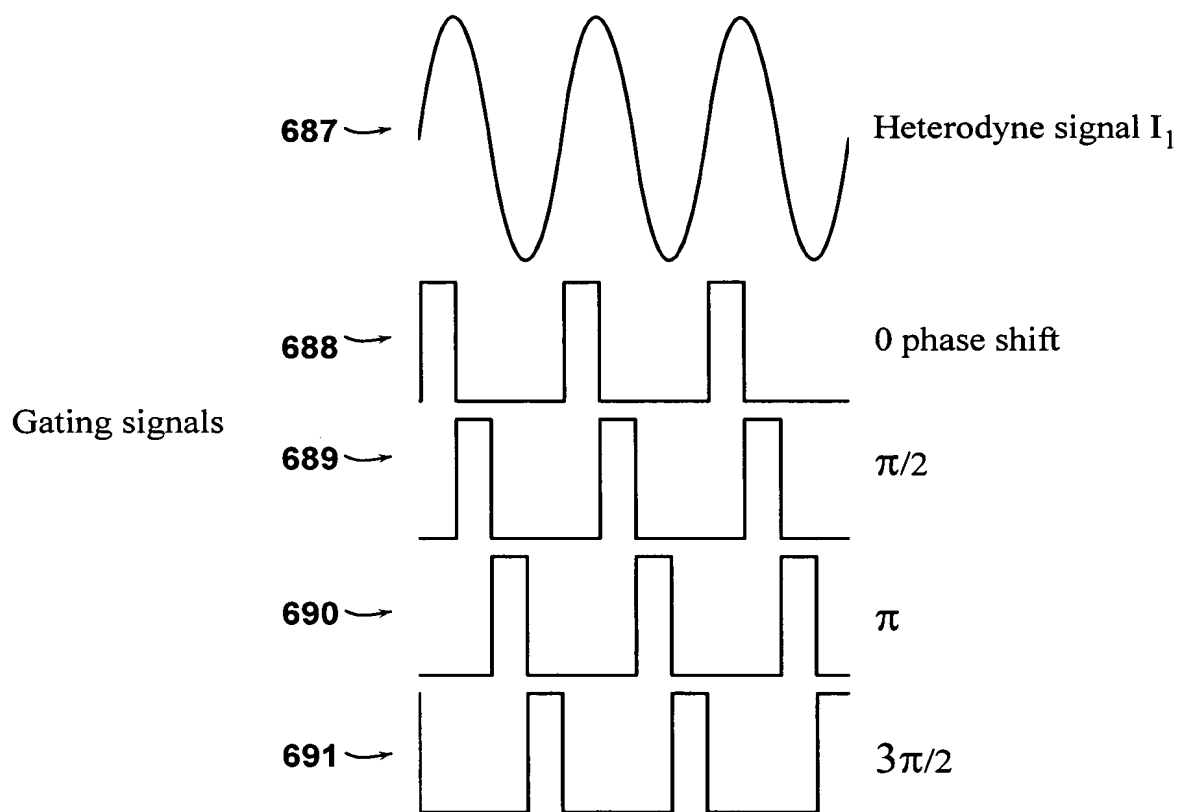 687 Heterodyne signal I₁
688 0 phase shift
Gating signals
689 π/2
690 π
691 3π/2